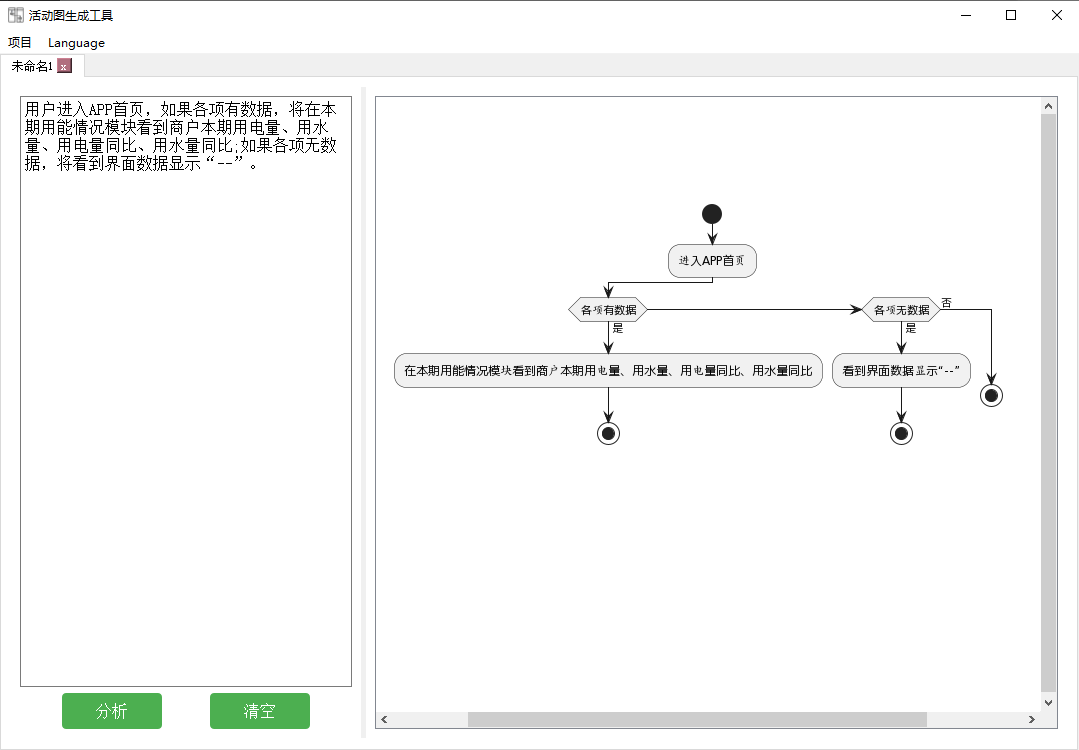 活动图生成工具
项目 Language
未命名1 x
用户进入APP首页，如果各项有数据，将在本
期用能情况模块看到商户本期用电量、用水
量、用电量同比、用水量同比;如果各项无数
据，将看到界面数据显示“--”。
分析 清空
进入APP首页
各项有数据
各项无数据
否
是
是
在本期用能情况模块看到商户本期用电量、用水量、用电量同比、用水量同比
看到界面数据显示“--”